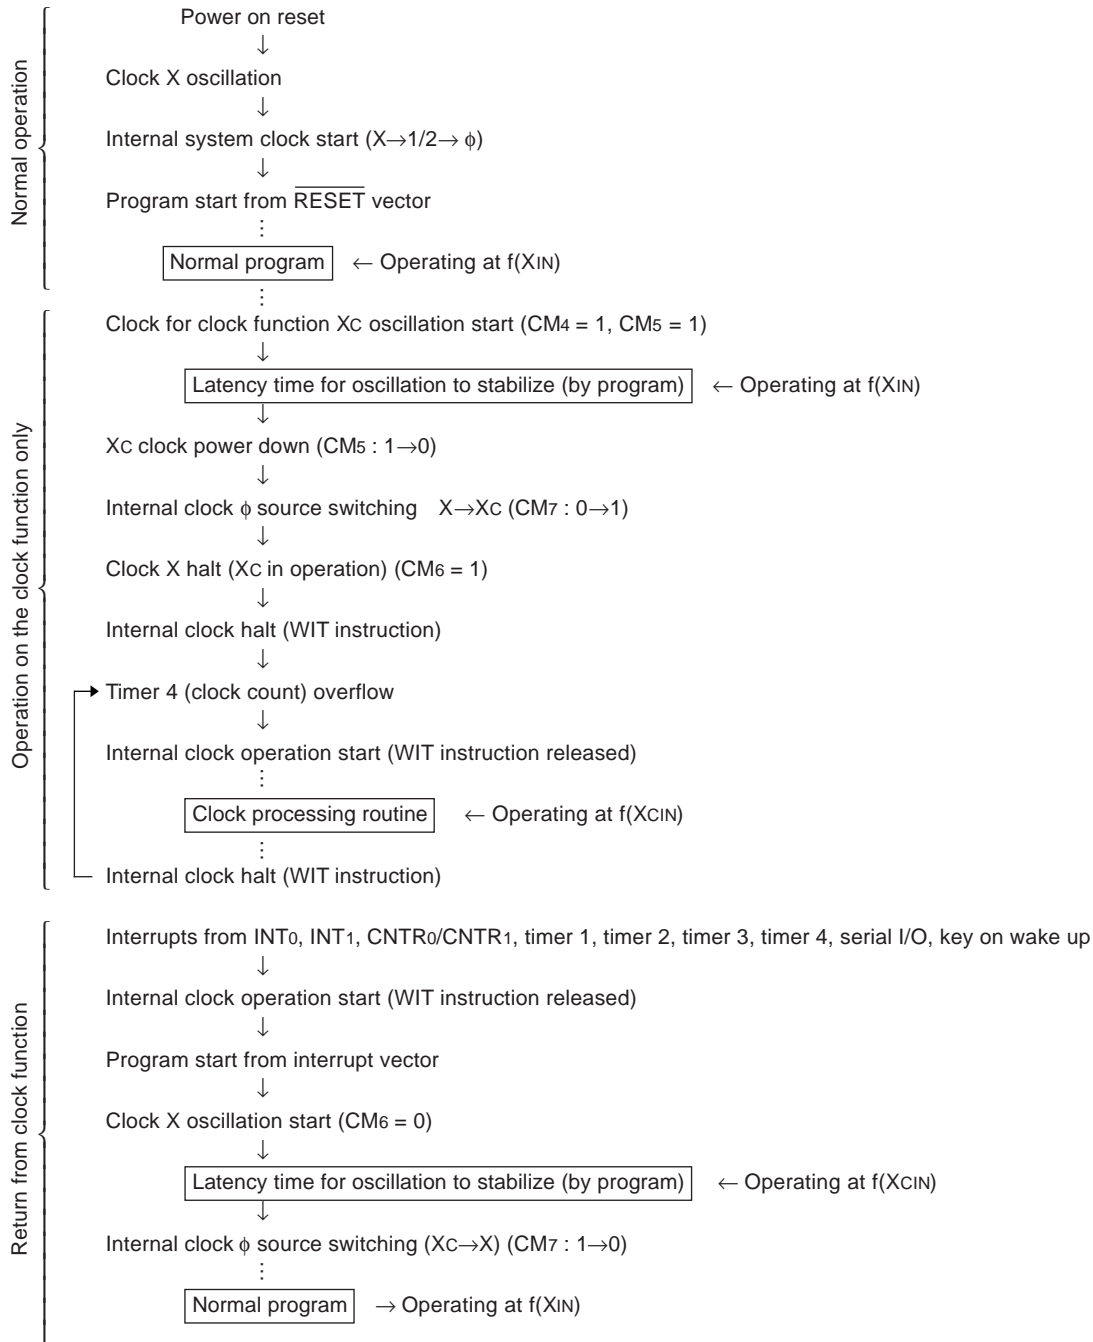 Normal operation
Power on reset
↓
Clock X oscillation
↓
Internal system clock start (X→1/2→ φ)
↓
Program start from RESET vector
⋮
Normal program ← Operating at f(XIN)
⋮
Operation on the clock function only
Clock for clock function XC oscillation start (CM4 = 1, CM5 = 1)
↓
Latency time for oscillation to stabilize (by program) ← Operating at f(XIN)
↓
XC clock power down (CM5 : 1→0)
↓
Internal clock φ source switching X→XC (CM7 : 0→1)
↓
Clock X halt (XC in operation) (CM6 = 1)
↓
Internal clock halt (WIT instruction)
↓
Timer 4 (clock count) overflow
↓
Internal clock operation start (WIT instruction released)
⋮
Clock processing routine ← Operating at f(XCIN)
⋮
Internal clock halt (WIT instruction)
Return from clock function
Interrupts from INT0, INT1, CNTR0/CNTR1, timer 1, timer 2, timer 3, timer 4, serial I/O, key on wake up
↓
Internal clock operation start (WIT instruction released)
↓
Program start from interrupt vector
↓
Clock X oscillation start (CM6 = 0)
↓
Latency time for oscillation to stabilize (by program) ← Operating at f(XCIN)
↓
Internal clock φ source switching (XC→X) (CM7 : 1→0)
⋮
Normal program → Operating at f(XIN)